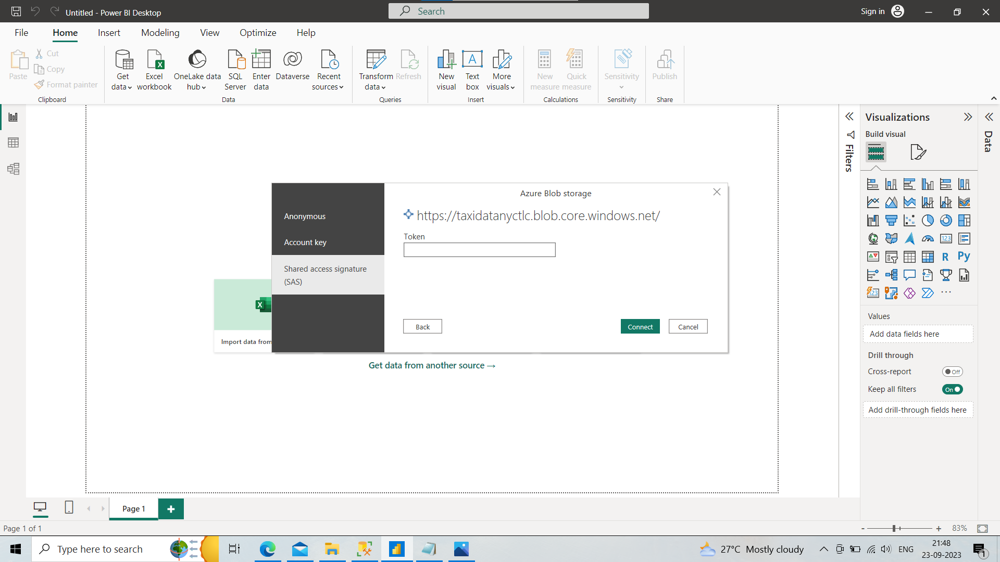 Untitled - Power BI Desktop
Search
Sign in
File Home Insert Modeling View Optimize Help
Paste
Cut
Copy
Format painter
Clipboard
Get data
Excel workbook
OneLake data hub
SQL Server
Enter data
Dataverse
Recent sources
Data
Transform data
Refresh
Queries
New visual
Text box
More visuals
Insert
New measure
Quick measure
Calculations
Sensitivity
Sensitivity
Publish
Share
Filters
Visualizations
Build visual
Data
123
R
Py
123
Values
Add data fields here
Drill through
Cross-report
Off
Keep all filters
On
Add drill-through fields here
Anonymous
Account key
Shared access signature
(SAS)
Azure Blob storage
https://taxidatanyctlc.blob.core.windows.net/
Token
Back
Connect
Cancel
Import data from
Get data from another source →
Page 1
Page 1 of 1
- + 83%
Type here to search
27°C Mostly cloudy
ENG
21:48
23-09-2023
1